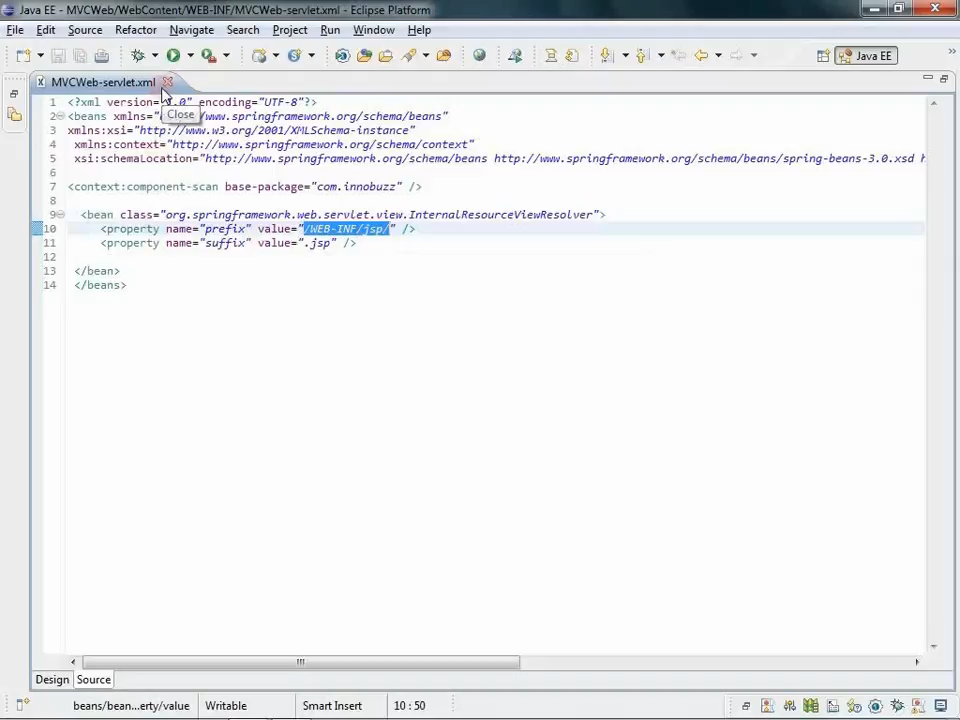 Java EE - MVCWeb/WebContent/WEB-INF/MVCWeb-servlet.xml - Eclipse Platform
File Edit Source Refactor Navigate Search Project Run Window Help
Java EE
MVCWeb-servlet.xml
Close
1 <?xml version="1.0" encoding="UTF-8"?>
2 <beans xmlns="//www.springframework.org/schema/beans"
3 xmlns:xsi="http://www.w3.org/2001/XMLSchema-instance"
4 xmlns:context="http://www.springframework.org/schema/context"
5 xsi:schemaLocation="http://www.springframework.org/schema/beans http://www.springframework.org/schema/beans/spring-beans-3.0.xsd h
6
7 <context:component-scan base-package="com.innobuzz" />
8
9 <bean class="org.springframework.web.servlet.view.InternalResourceViewResolver">
10 <property name="prefix" value="/WEB-INF/jsp/" />
11 <property name="suffix" value=".jsp" />
12
13 </bean>
14 </beans>
Design Source
beans/bean...erty/value Writable Smart Insert 10 : 50